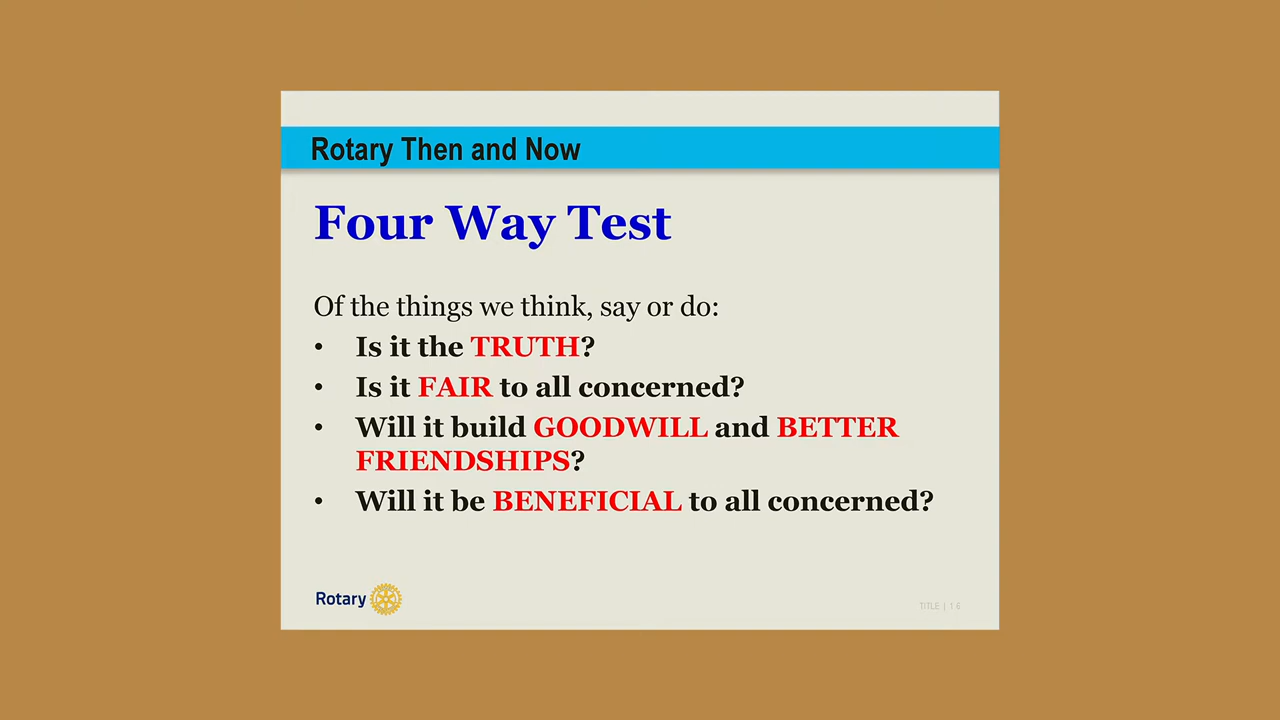 Rotary Then and Now
Four Way Test
Of the things we think, say or do:
• Is it the TRUTH?
• Is it FAIR to all concerned?
• Will it build GOODWILL and BETTER
FRIENDSHIPS?
• Will it be BENEFICIAL to all concerned?
Rotary
TITLE | 16